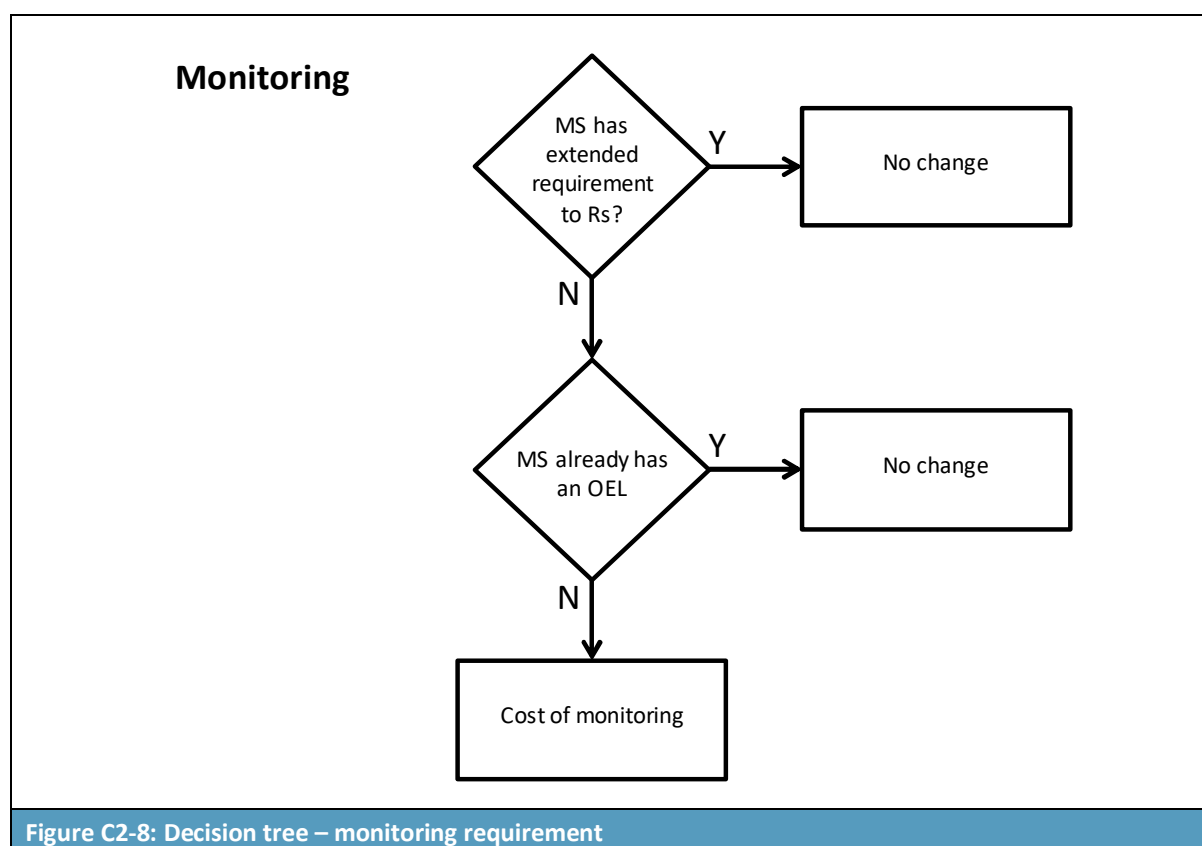 Monitoring
MS has
extended
requirement
to Rs?
Y
No change
N
MS already has
an OEL
Y
No change
N
Cost of monitoring
Figure C2-8: Decision tree – monitoring requirement